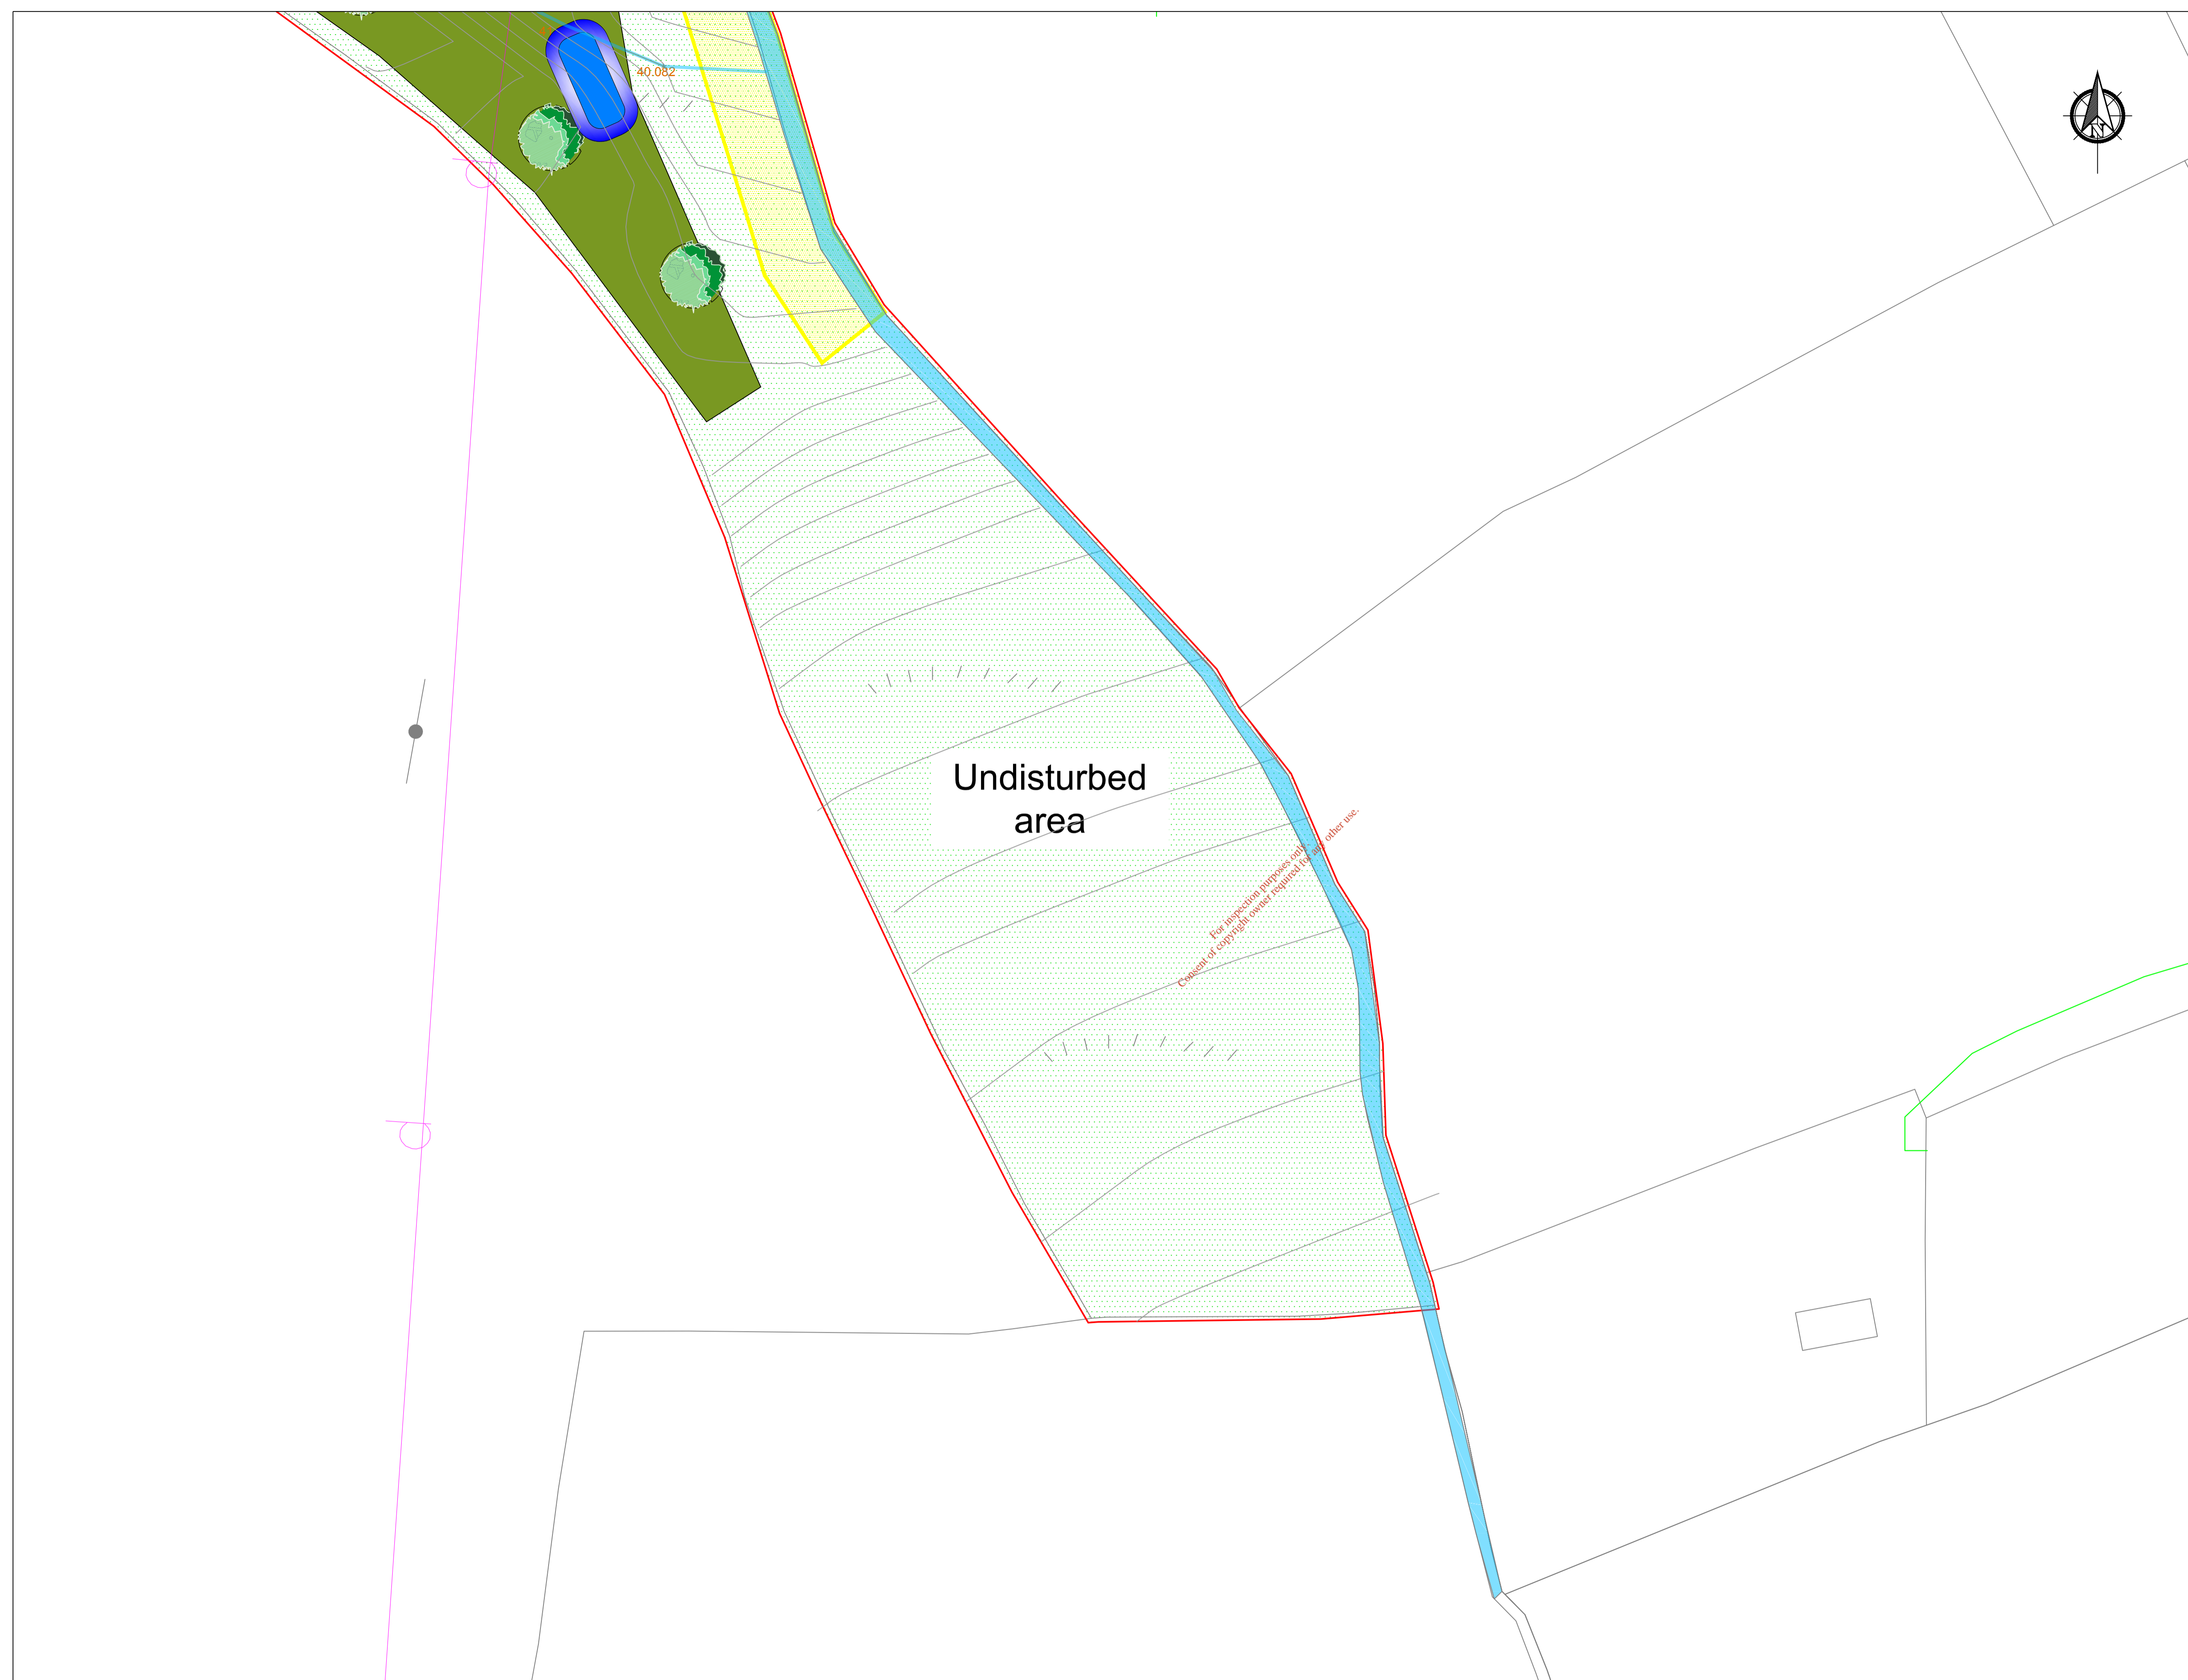 40.082
N
Undisturbed
area
For inspection purposes only.
Consent of copyright owner required for any other use.